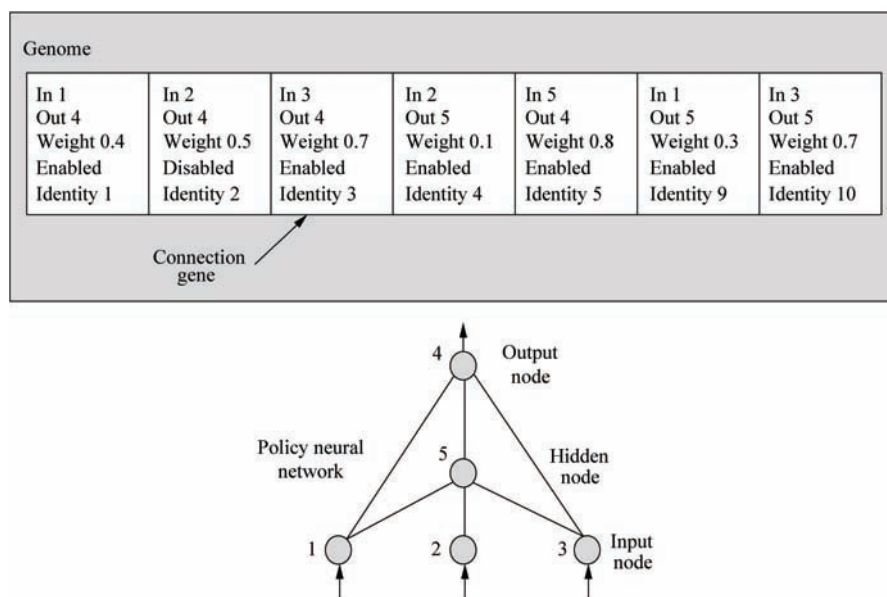 Genome
In 1
Out 4
Weight 0.4
Enabled
Identity 1
In 2
Out 4
Weight 0.5
Disabled
Identity 2
In 3
Out 4
Weight 0.7
Enabled
Identity 3
In 2
Out 5
Weight 0.1
Enabled
Identity 4
In 5
Out 4
Weight 0.8
Enabled
Identity 5
In 1
Out 5
Weight 0.3
Enabled
Identity 9
In 3
Out 5
Weight 0.7
Enabled
Identity 10
Connection
gene
4
Output
node
Policy neural
network
5
Hidden
node
1
2
3
Input
node